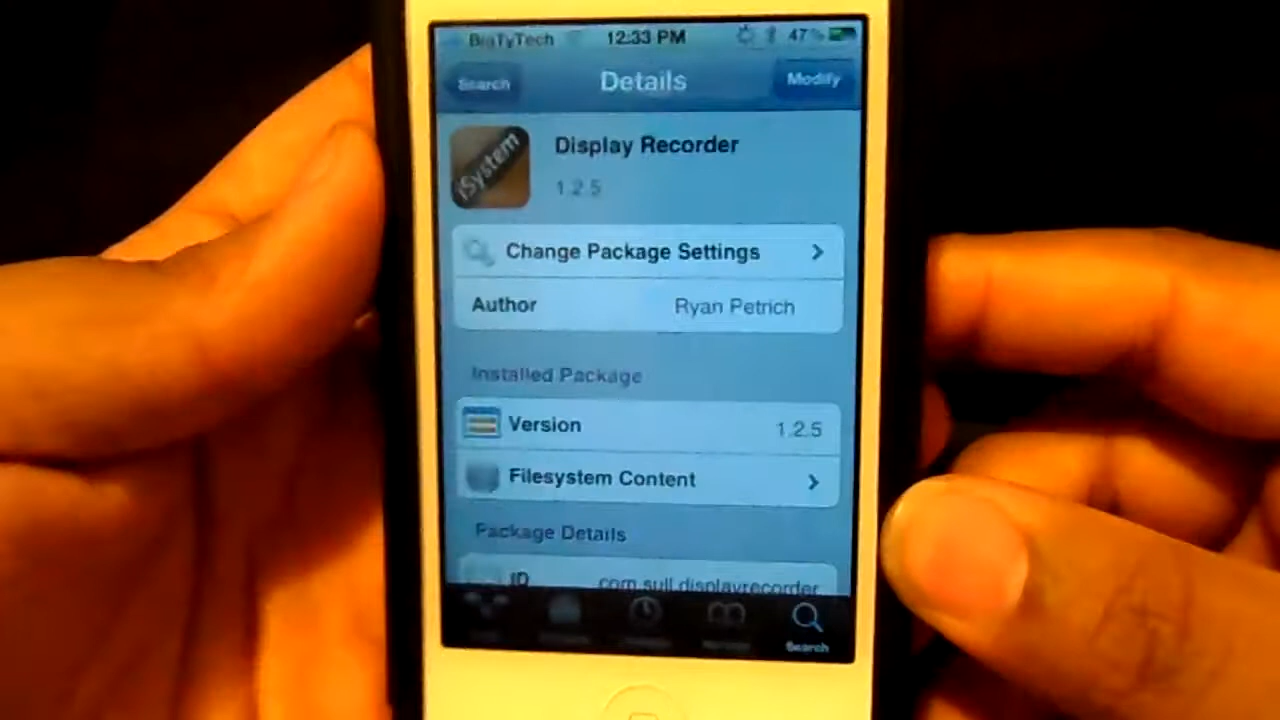 BigTyTech 12:33 PM 47%
Search Details Modify
iSystem
Display Recorder
1.2.5
Change Package Settings
Author Ryan Petrich
Installed Package
Version 1.2.5
Filesystem Content
Package Details
ID com.sull.displayrecorder
Search